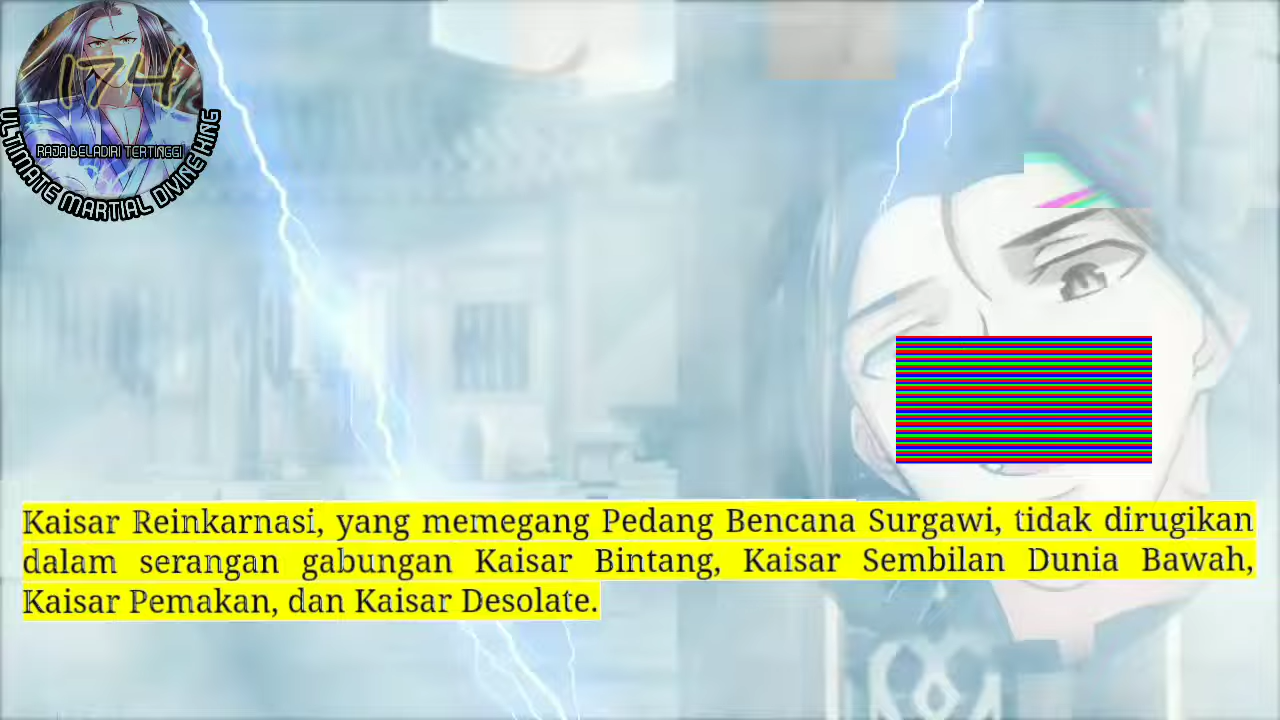 174
RAJA BELADIRI TERTINGGI
ULTIMATE MARTIAL DIVINE KING
Kaisar Reinkarnasi, yang memegang Pedang Bencana Surgawi, tidak dirugikan
dalam serangan gabungan Kaisar Bintang, Kaisar Sembilan Dunia Bawah,
Kaisar Pemakan, dan Kaisar Desolate.